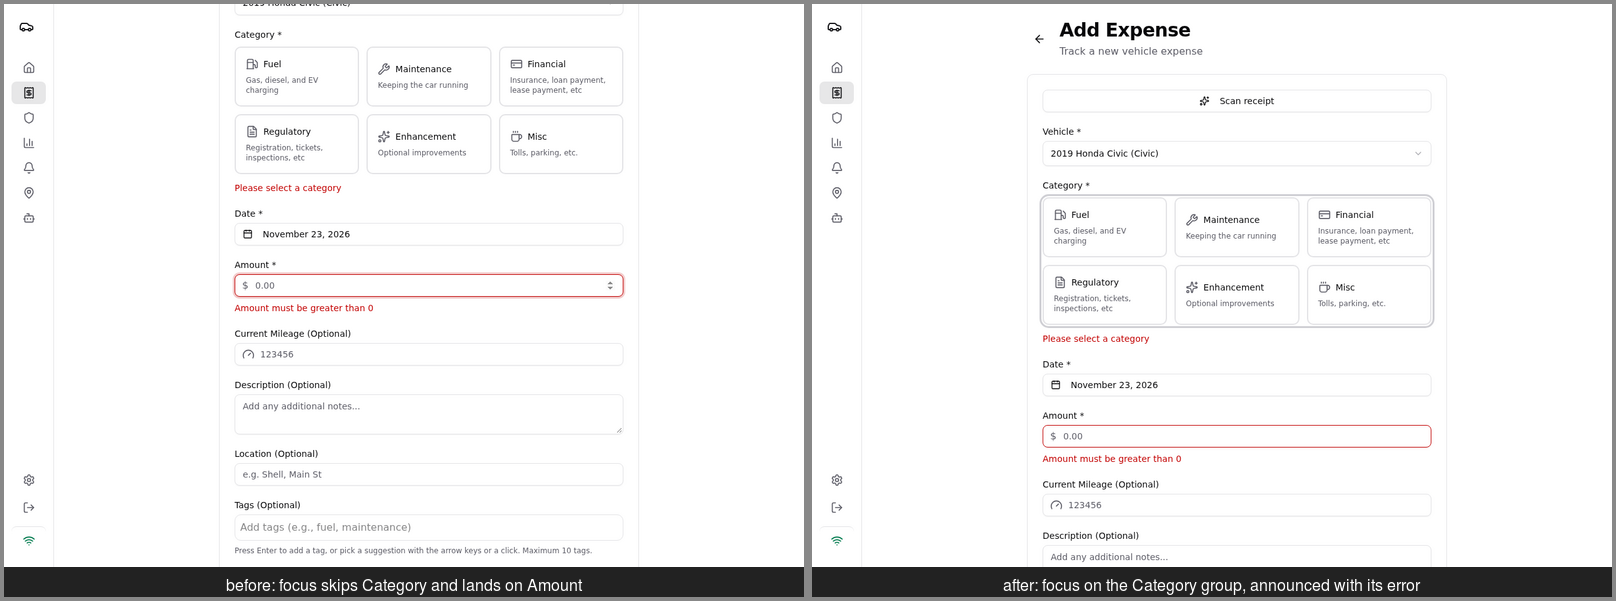 2019 Honda Civic (Civic)
Category *
Fuel
Gas, diesel, and EV
charging
Maintenance
Keeping the car running
Financial
Insurance, loan payment,
lease payment, etc
Regulatory
Registration, tickets,
inspections, etc
Enhancement
Optional improvements
Misc
Tolls, parking, etc.
Please select a category
Date *
November 23, 2026
Amount *
$ 0.00
Amount must be greater than 0
Current Mileage (Optional)
123456
Description (Optional)
Add any additional notes...
Location (Optional)
e.g. Shell, Main St
Tags (Optional)
Add tags (e.g., fuel, maintenance)
Press Enter to add a tag, or pick a suggestion with the arrow keys or a click. Maximum 10 tags.
before: focus skips Category and lands on Amount
Add Expense
Track a new vehicle expense
Scan receipt
Vehicle *
2019 Honda Civic (Civic)
Category *
Fuel
Gas, diesel, and EV
charging
Maintenance
Keeping the car running
Financial
Insurance, loan payment,
lease payment, etc
Regulatory
Registration, tickets,
inspections, etc
Enhancement
Optional improvements
Misc
Tolls, parking, etc.
Please select a category
Date *
November 23, 2026
Amount *
$ 0.00
Amount must be greater than 0
Current Mileage (Optional)
123456
Description (Optional)
Add any additional notes...
after: focus on the Category group, announced with its error